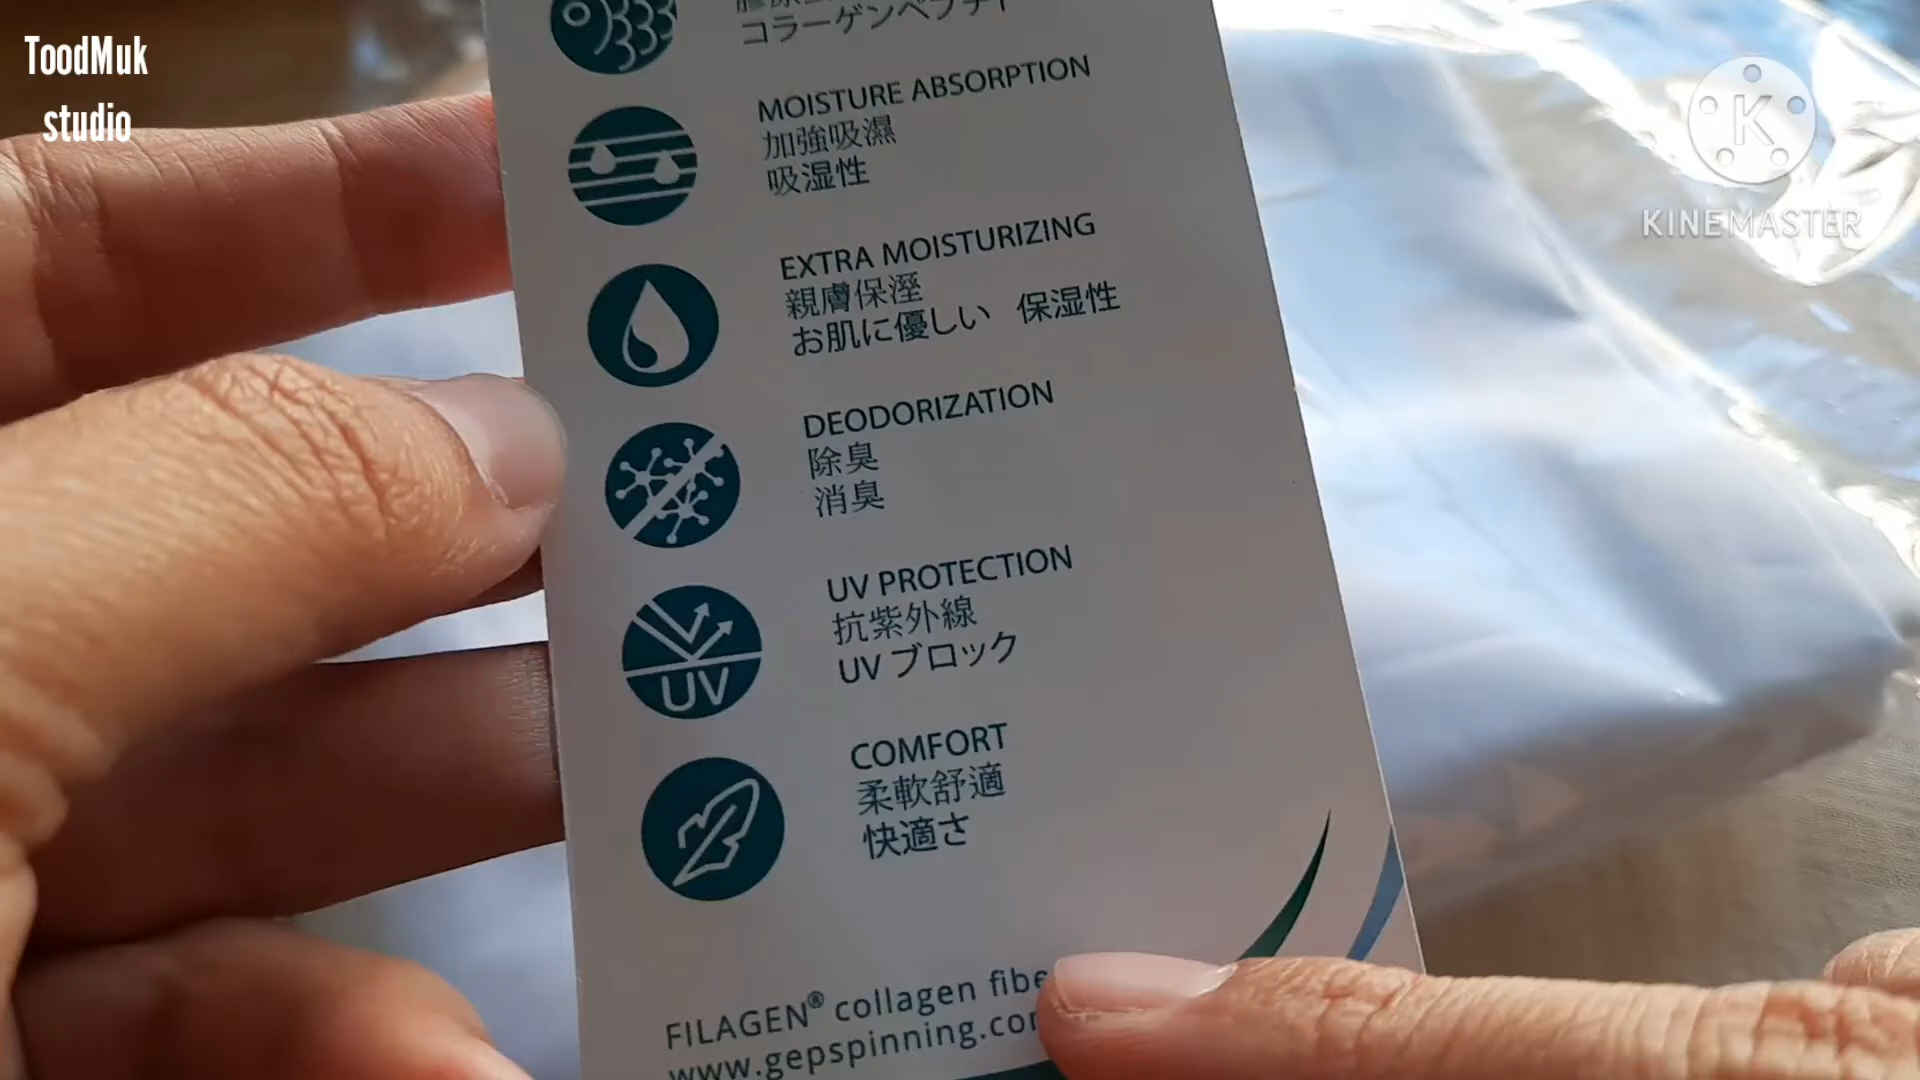 ToodMuk
studio
KINEMASTER
コラーゲンペプチド
MOISTURE ABSORPTION
加強吸濕
吸湿性
EXTRA MOISTURIZING
親膚保溼
お肌に優しい 保湿性
DEODORIZATION
除臭
消臭
UV PROTECTION
抗紫外線
UV ブロック
UV
COMFORT
柔軟舒適
快適さ
FILAGEN® collagen fibe
www.gepspinning.com